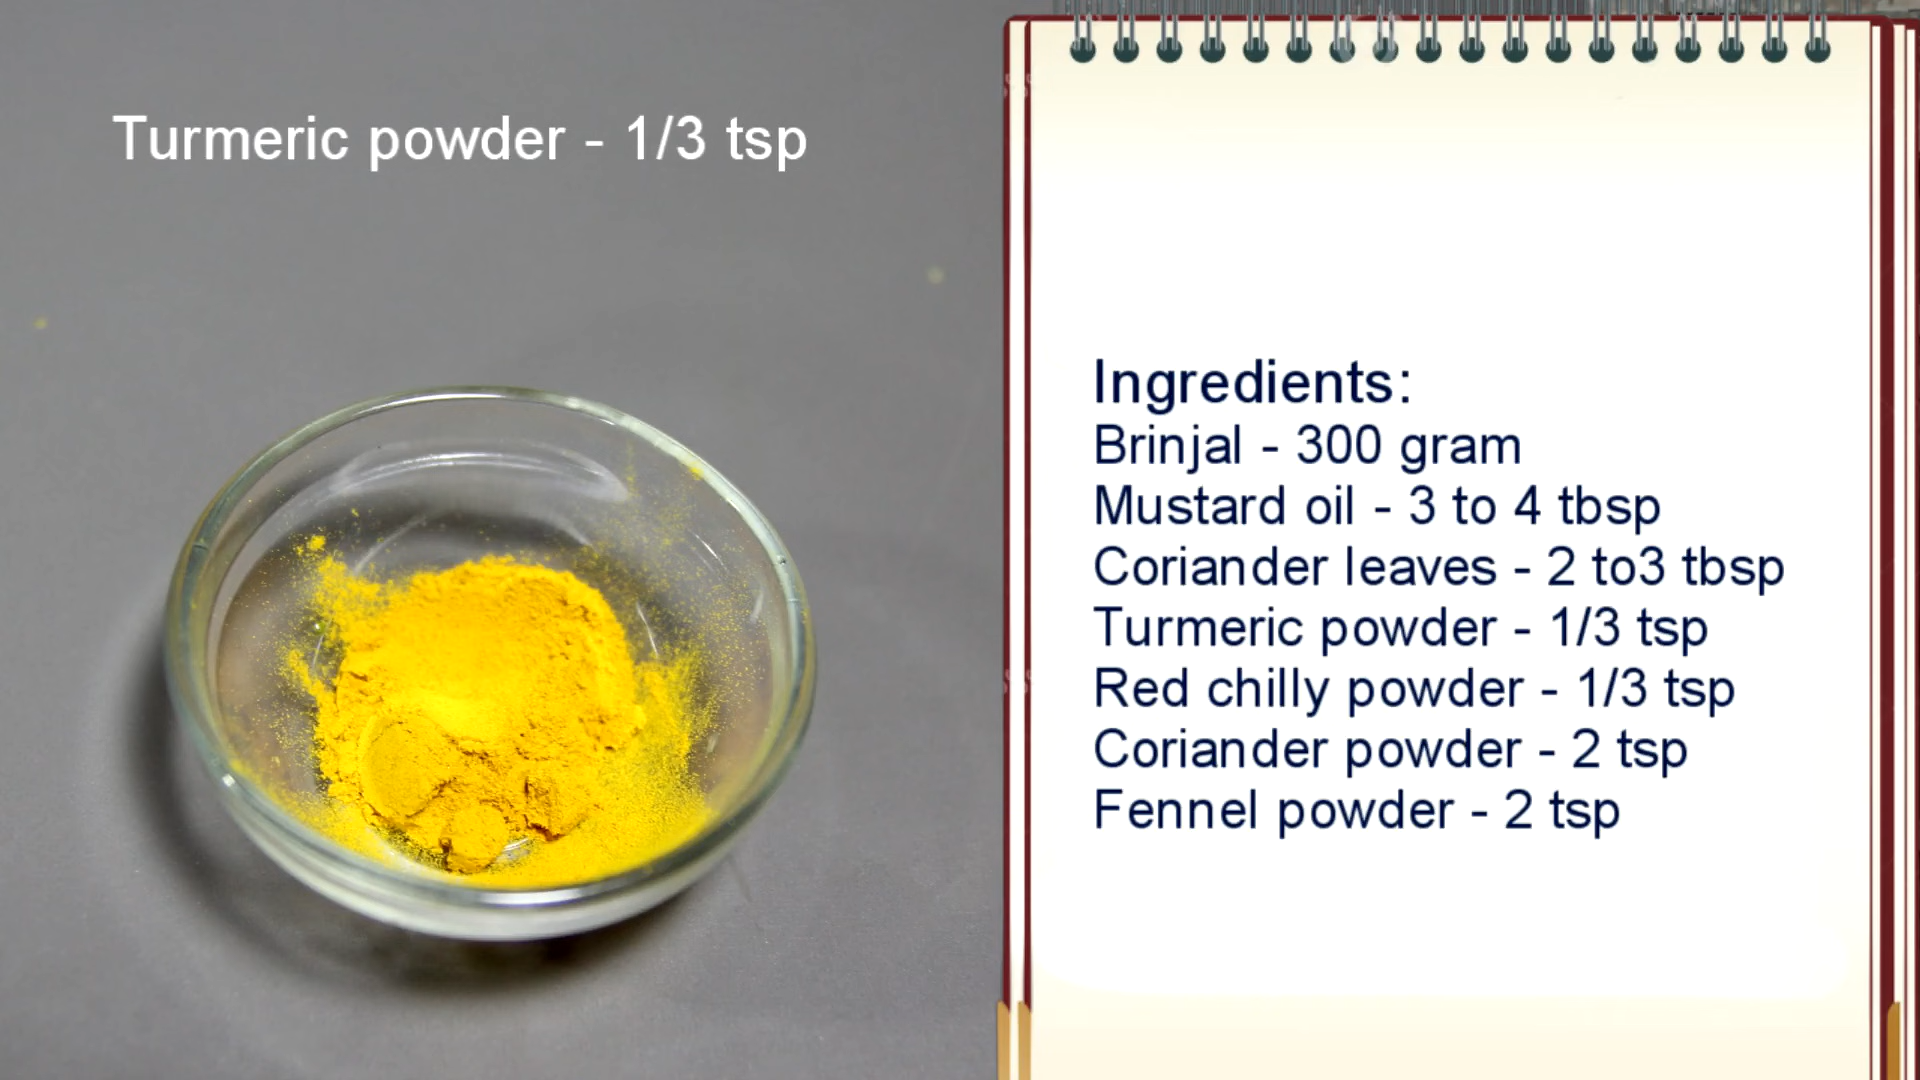 Turmeric powder - 1/3 tsp
Ingredients:
Brinjal - 300 gram
Mustard oil - 3 to 4 tbsp
Coriander leaves - 2 to3 tbsp
Turmeric powder - 1/3 tsp
Red chilly powder - 1/3 tsp
Coriander powder - 2 tsp
Fennel powder - 2 tsp